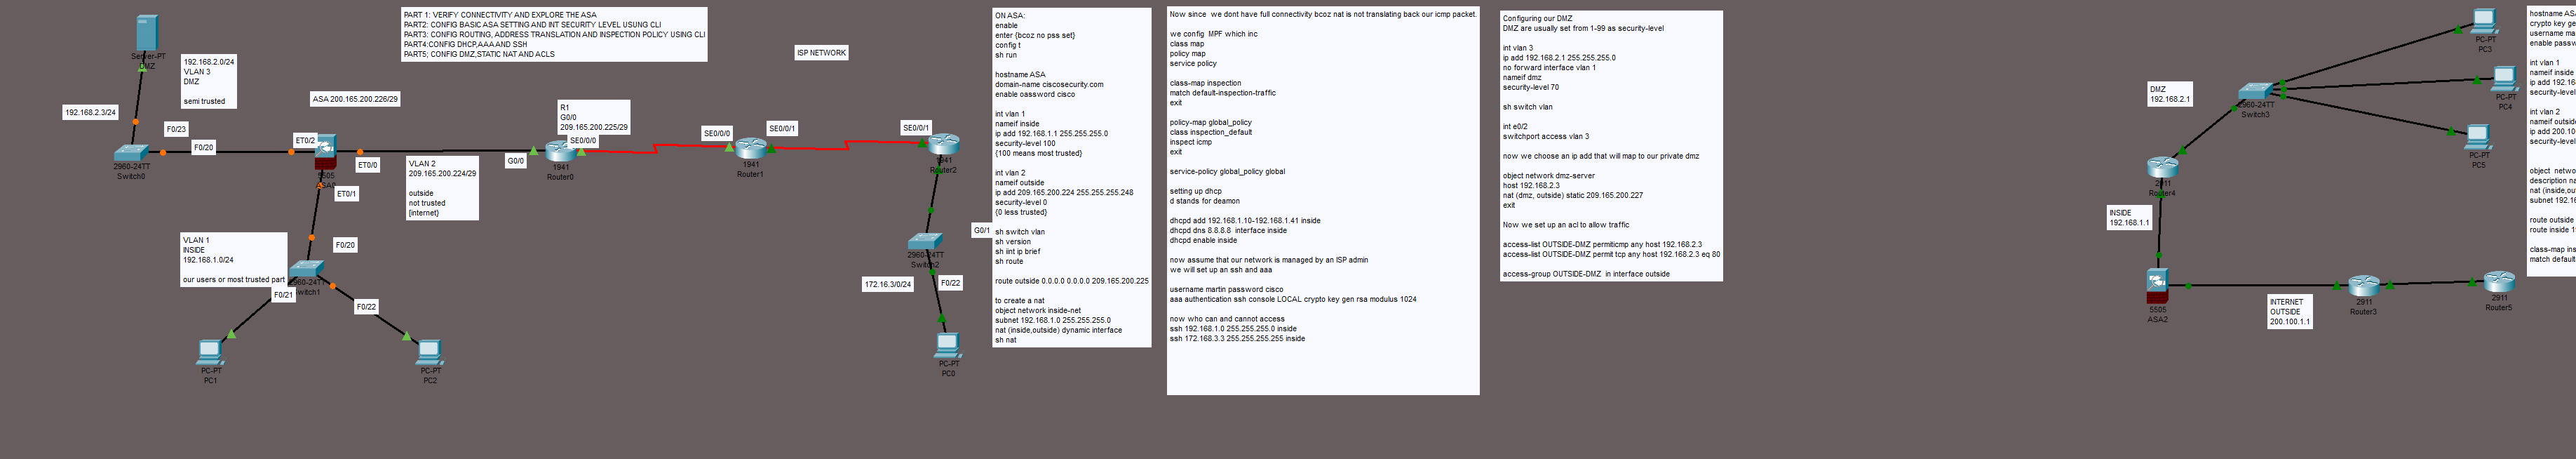 PART 1: VERIFY CONNECTIVITY AND EXPLORE THE ASA
PART2: CONFIG BASIC ASA SETTING AND INT SECURITY LEVEL USUNG CLI
PART3: CONFIG ROUTING, ADDRESS TRANSLATION AND INSPECTION POLICY USING CLI
PART4:CONFIG DHCP,AAA AND SSH
PART5; CONFIG DMZ,STATIC NAT AND ACLS
ISP NETWORK
Server-PT
DMZ
192.168.2.0/24
VLAN 3
DMZ
semi trusted
192.168.2.3/24
F0/23
F0/20
2960-24TT
Switch0
ASA 200.165.200.226/29
ET0/2
5505
ET0/0
ET0/1
VLAN 2
209.165.200.224/29
outside
not trusted
[internet}
R1
G0/0
209.165.200.225/29
SE0/0/0
G0/0
1941
Router0
SE0/0/0
SE0/0/1
1941
Router1
SE0/0/1
1941
Router2
G0/1
2960-24TT
Switch2
172.16.3/0/24
F0/22
PC-PT
PC0
VLAN 1
INSIDE
192.168.1.0/24
our users or most trusted part
F0/20
2960-24TT
Switch1
F0/21
F0/22
PC-PT
PC1
PC-PT
PC2
ON ASA:
enable
enter {bcoz no pss set}
config t
sh run
hostname ASA
domain-name ciscosecurity.com
enable oassword cisco
int vlan 1
nameif inside
ip add 192.168.1.1 255.255.255.0
security-level 100
{100 means most trusted}
int vlan 2
nameif outside
ip add 209.165.200.224 255.255.255.248
security-level 0
{0 less trusted}
sh switch vlan
sh version
sh iint ip brief
sh route
route outside 0.0.0.0 0.0.0.0 209.165.200.225
to create a nat
object network inside-net
subnet 192.168.1.0 255.255.255.0
nat (inside,outside) dynamic interface
sh nat
Now since  we dont have full connectivity bcoz nat is not translating back our icmp packet.
we config  MPF which inc
class map
policy map
service policy
class-map inspection
match default-inspection-traffic
exit
policy-map global_policy
class inspection_default
inspect icmp
exit
service-policy global_policy global
setting up dhcp
d stands for deamon
dhcpd add 192.168.1.10-192.168.1.41 inside
dhcpd dns 8.8.8.8  interface inside
dhcpd enable inside
now assume that our network is managed by an ISP admin
we will set up an ssh and aaa
username martin password cisco
aaa authentication ssh console LOCAL crypto key gen rsa modulus 1024
now who can and cannot access
ssh 192.168.1.0 255.255.255.0 inside
ssh 172.168.3.3 255.255.255.255 inside
Configuring our DMZ
DMZ are usually set from 1-99 as security-level
int vlan 3
ip add 192.168.2.1 255.255.255.0
no forward interface vlan 1
nameif dmz
security-level 70
sh switch vlan
int e0/2
switchport access vlan 3
now we choose an ip add that will map to our private dmz
object network dmz-server
host 192.168.2.3
nat (dmz, outside) static 209.165.200.227
exit
Now we set up an acl to allow traffic
access-list OUTSIDE-DMZ permiticmp any host 192.168.2.3
access-list OUTSIDE-DMZ permit tcp any host 192.168.2.3 eq 80
access-group OUTSIDE-DMZ  in interface outside
DMZ
192.168.2.1
2960-24TT
Switch3
PC-PT
PC3
PC-PT
PC4
PC-PT
PC5
2911
Router4
INSIDE
192.168.1.1
5505
ASA2
INTERNET
OUTSIDE
200.100.1.1
2911
Router3
2911
Router5
hostname ASA
crypto key ge
username ma
enable passw
int vlan 1
nameif inside
ip add 192.16
security-level
int vlan 2
nameif outside
ip add 200.10
security-level
object  netwo
description na
nat (inside,ou
subnet 192.16
route outside
route inside 1
class-map ins
match default